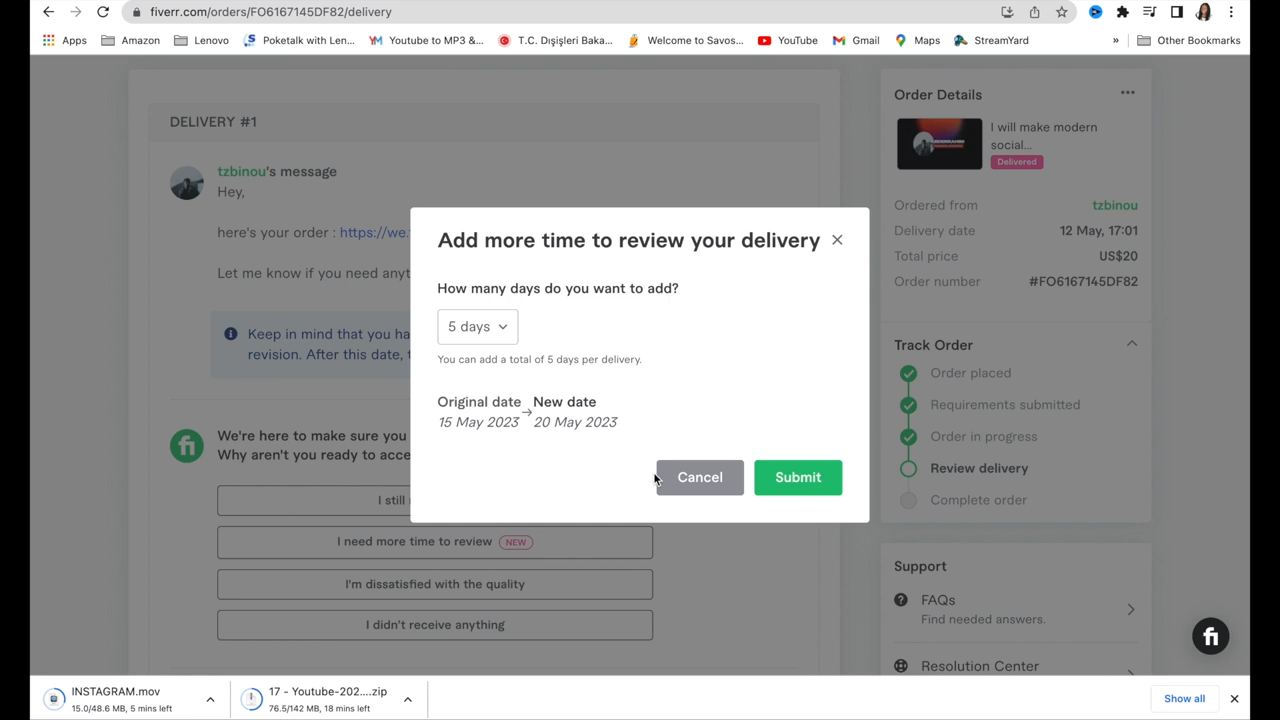 fiverr.com/orders/FO6167145DF82/delivery
Apps Amazon Lenovo Poketalk with Len... Youtube to MP3 &... T.C. Dışişleri Baka... Welcome to Savos... YouTube Gmail Maps StreamYard » Other Bookmarks
DELIVERY #1
tzbinou's message
Hey,
here's your order : https://we.
Let me know if you need anyt
Keep in mind that you ha
revision. After this date, t
We're here to make sure you
Why aren't you ready to acce
I still
I need more time to review NEW
I'm dissatisfied with the quality
I didn't receive anything
Add more time to review your delivery
How many days do you want to add?
5 days
You can add a total of 5 days per delivery.
Original date → New date
15 May 2023 20 May 2023
Cancel Submit
Order Details
I will make modern
social...
Delivered
Ordered from tzbinou
Delivery date 12 May, 17:01
Total price US$20
Order number #FO6167145DF82
Track Order
Order placed
Requirements submitted
Order in progress
Review delivery
Complete order
Support
FAQs
Find needed answers.
Resolution Center
fi
INSTAGRAM.mov
15.0/48.6 MB, 5 mins left
17 - Youtube-202....zip
76.5/142 MB, 18 mins left
Show all